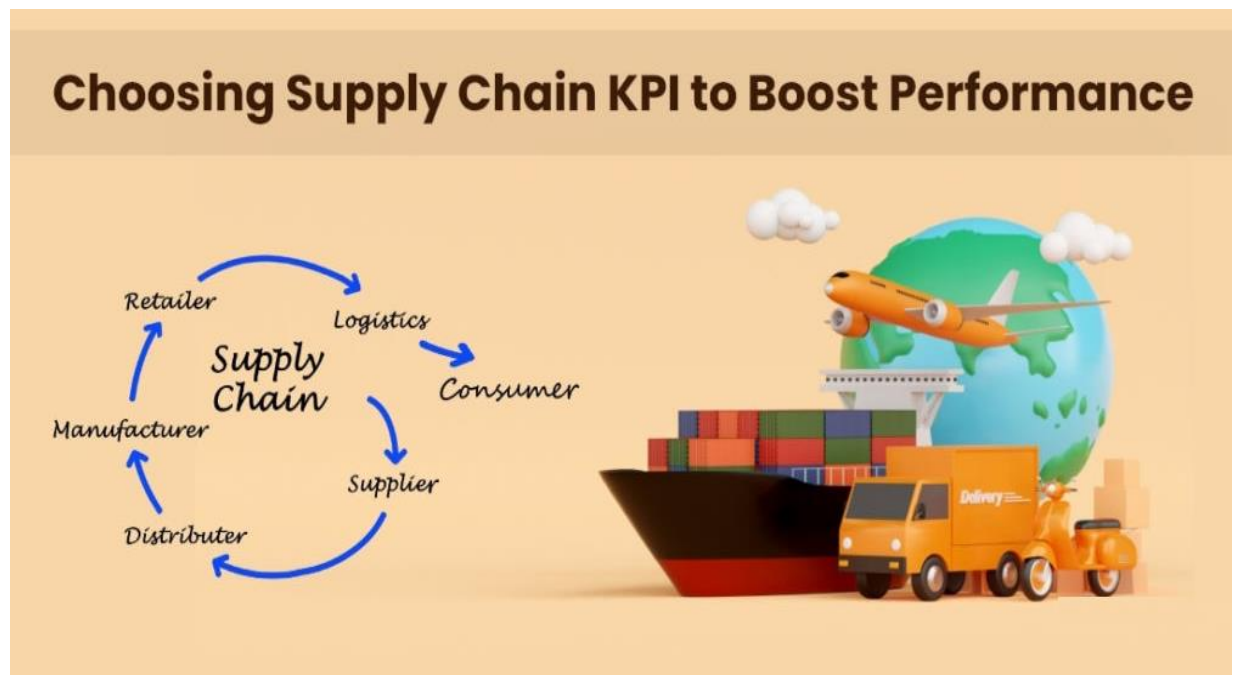 Choosing Supply Chain KPI to Boost Performance
Retailer
Logistics
Supply
Chain
Consumer
Manufacturer
Supplier
Distributer
Delivery